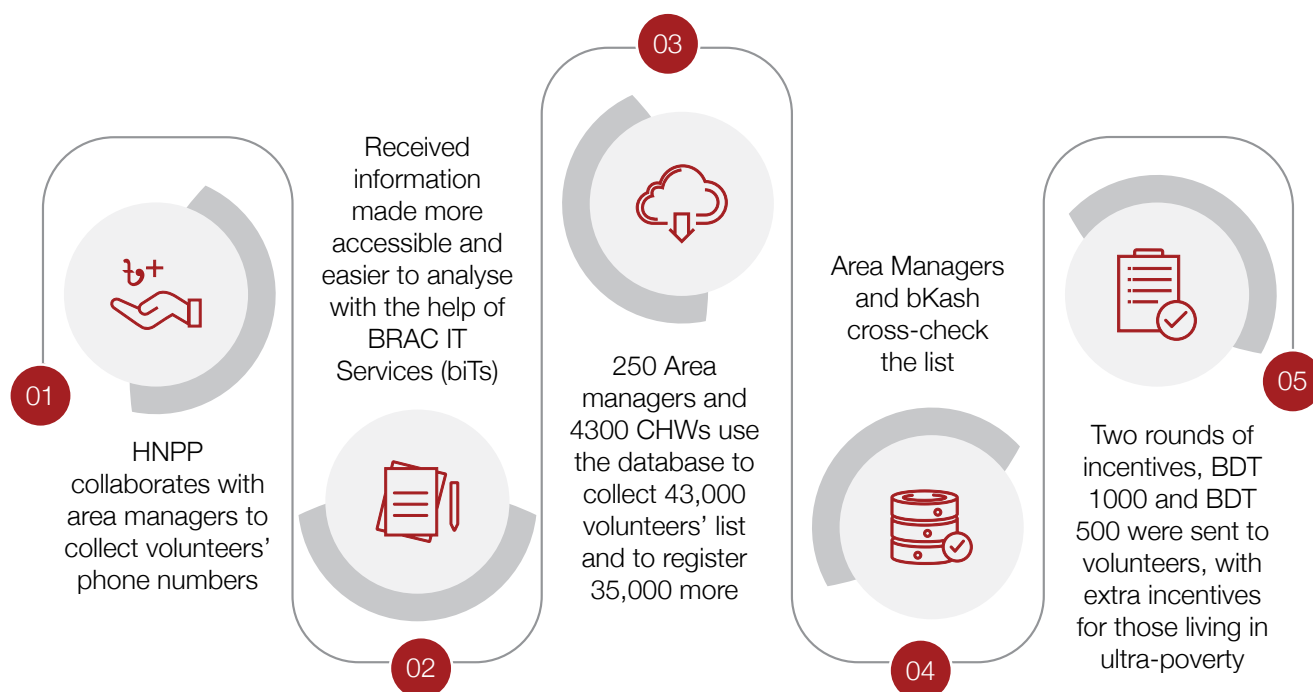 01
HNPP
collaborates with
area managers to
collect volunteers’
phone numbers
Received
information
made more
accessible and
easier to analyse
with the help of
BRAC IT
Services (biTs)
02
03
250 Area
managers and
4300 CHWs use
the database to
collect 43,000
volunteers’ list
and to register
35,000 more
Area Managers
and bKash
cross-check
the list
04
05
Two rounds of
incentives, BDT
1000 and BDT
500 were sent to
volunteers, with
extra incentives
for those living in
ultra-poverty
৳+